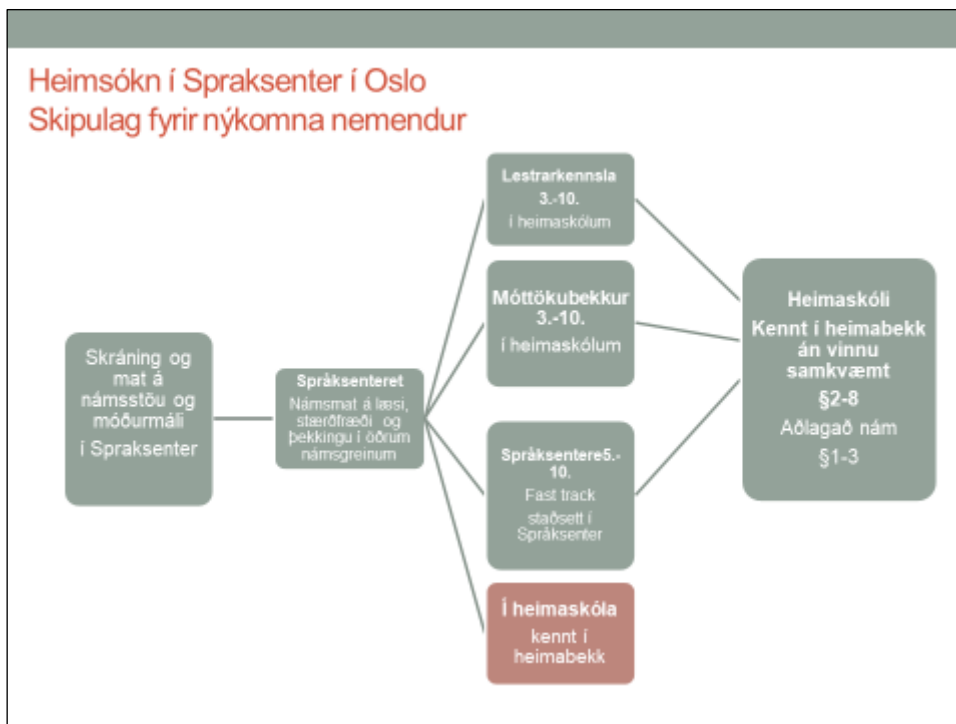 Heimsókn í Spraksenter í Oslo
Skipulag fyrir nýkomna nemendur
Skráning og
mat á
námsstöu og
móðurmáli
í Spraksenter
Språksenteret
Námsmat á læsi,
stærðfræði og
þekkingu í öðrum
námsgreinum
Lestrarkennsla
3.-10.
í heimaskólum
Móttökubekkur
3.-10.
í heimaskólum
Språksentere5.-
10.
Fast track
staðsett í
Språksenter
Í heimaskóla
kennt í
heimabekk
Heimaskóli
Kennt í heimabekk
án vinnu
samkvæmt
§2-8
Aðlagað nám
§1-3